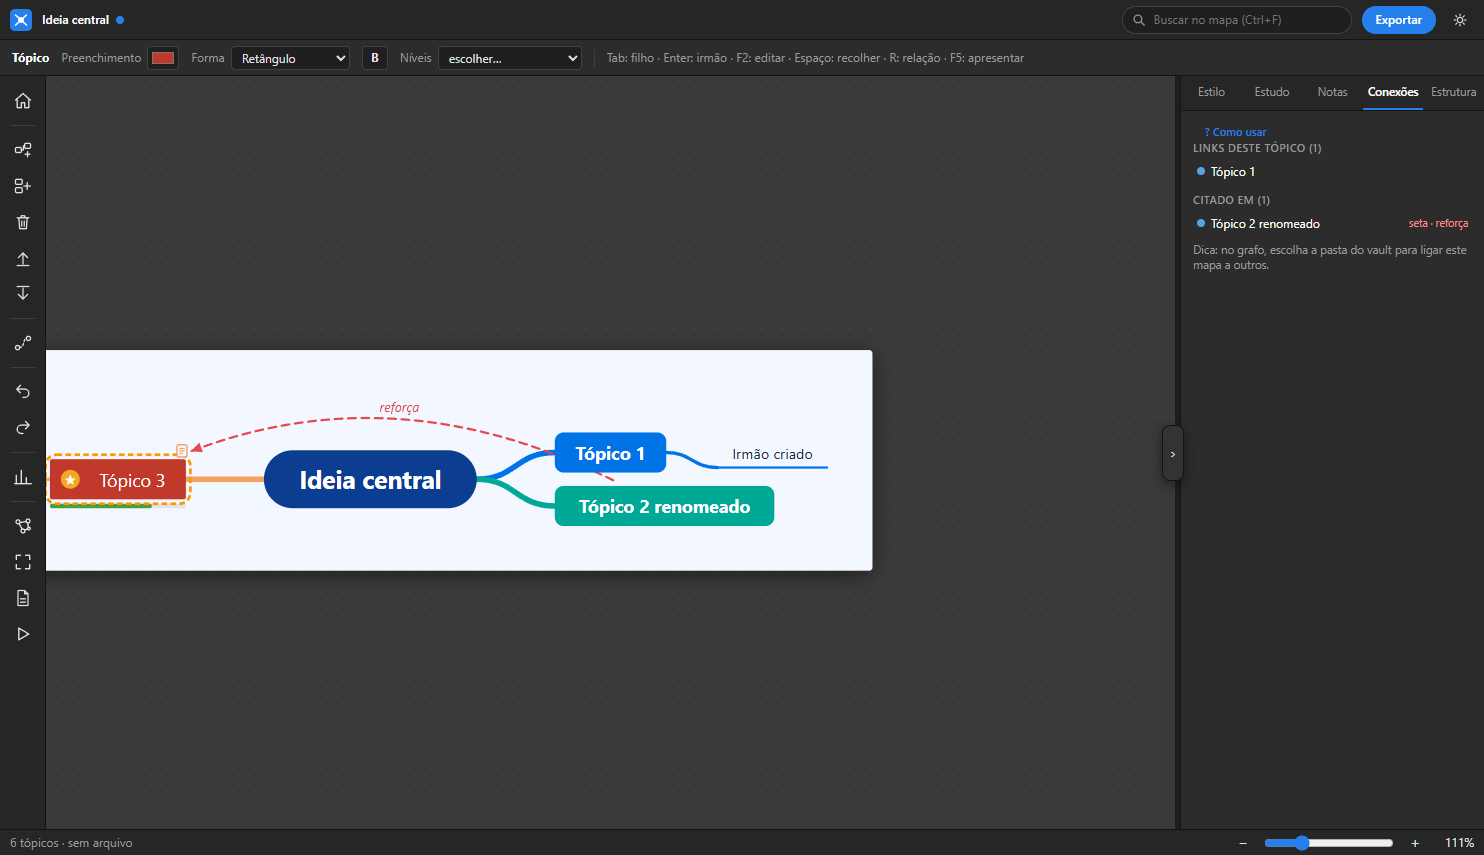 Ideia central
Buscar no mapa (Ctrl+F)
Exportar
Tópico
Preenchimento
Forma
Retângulo
B
Níveis
escolher...
Tab: filho · Enter: irmão · F2: editar · Espaço: recolher · R: relação · F5: apresentar
Estilo
Estudo
Notas
Conexões
Estrutura
? Como usar
LINKS DESTE TÓPICO (1)
Tópico 1
CITADO EM (1)
Tópico 2 renomeado
seta · reforça
Dica: no grafo, escolha a pasta do vault para ligar este
mapa a outros.
reforça
Tópico 1
Irmão criado
Tópico 3
Ideia central
Tópico 2 renomeado
6 tópicos · sem arquivo
111%